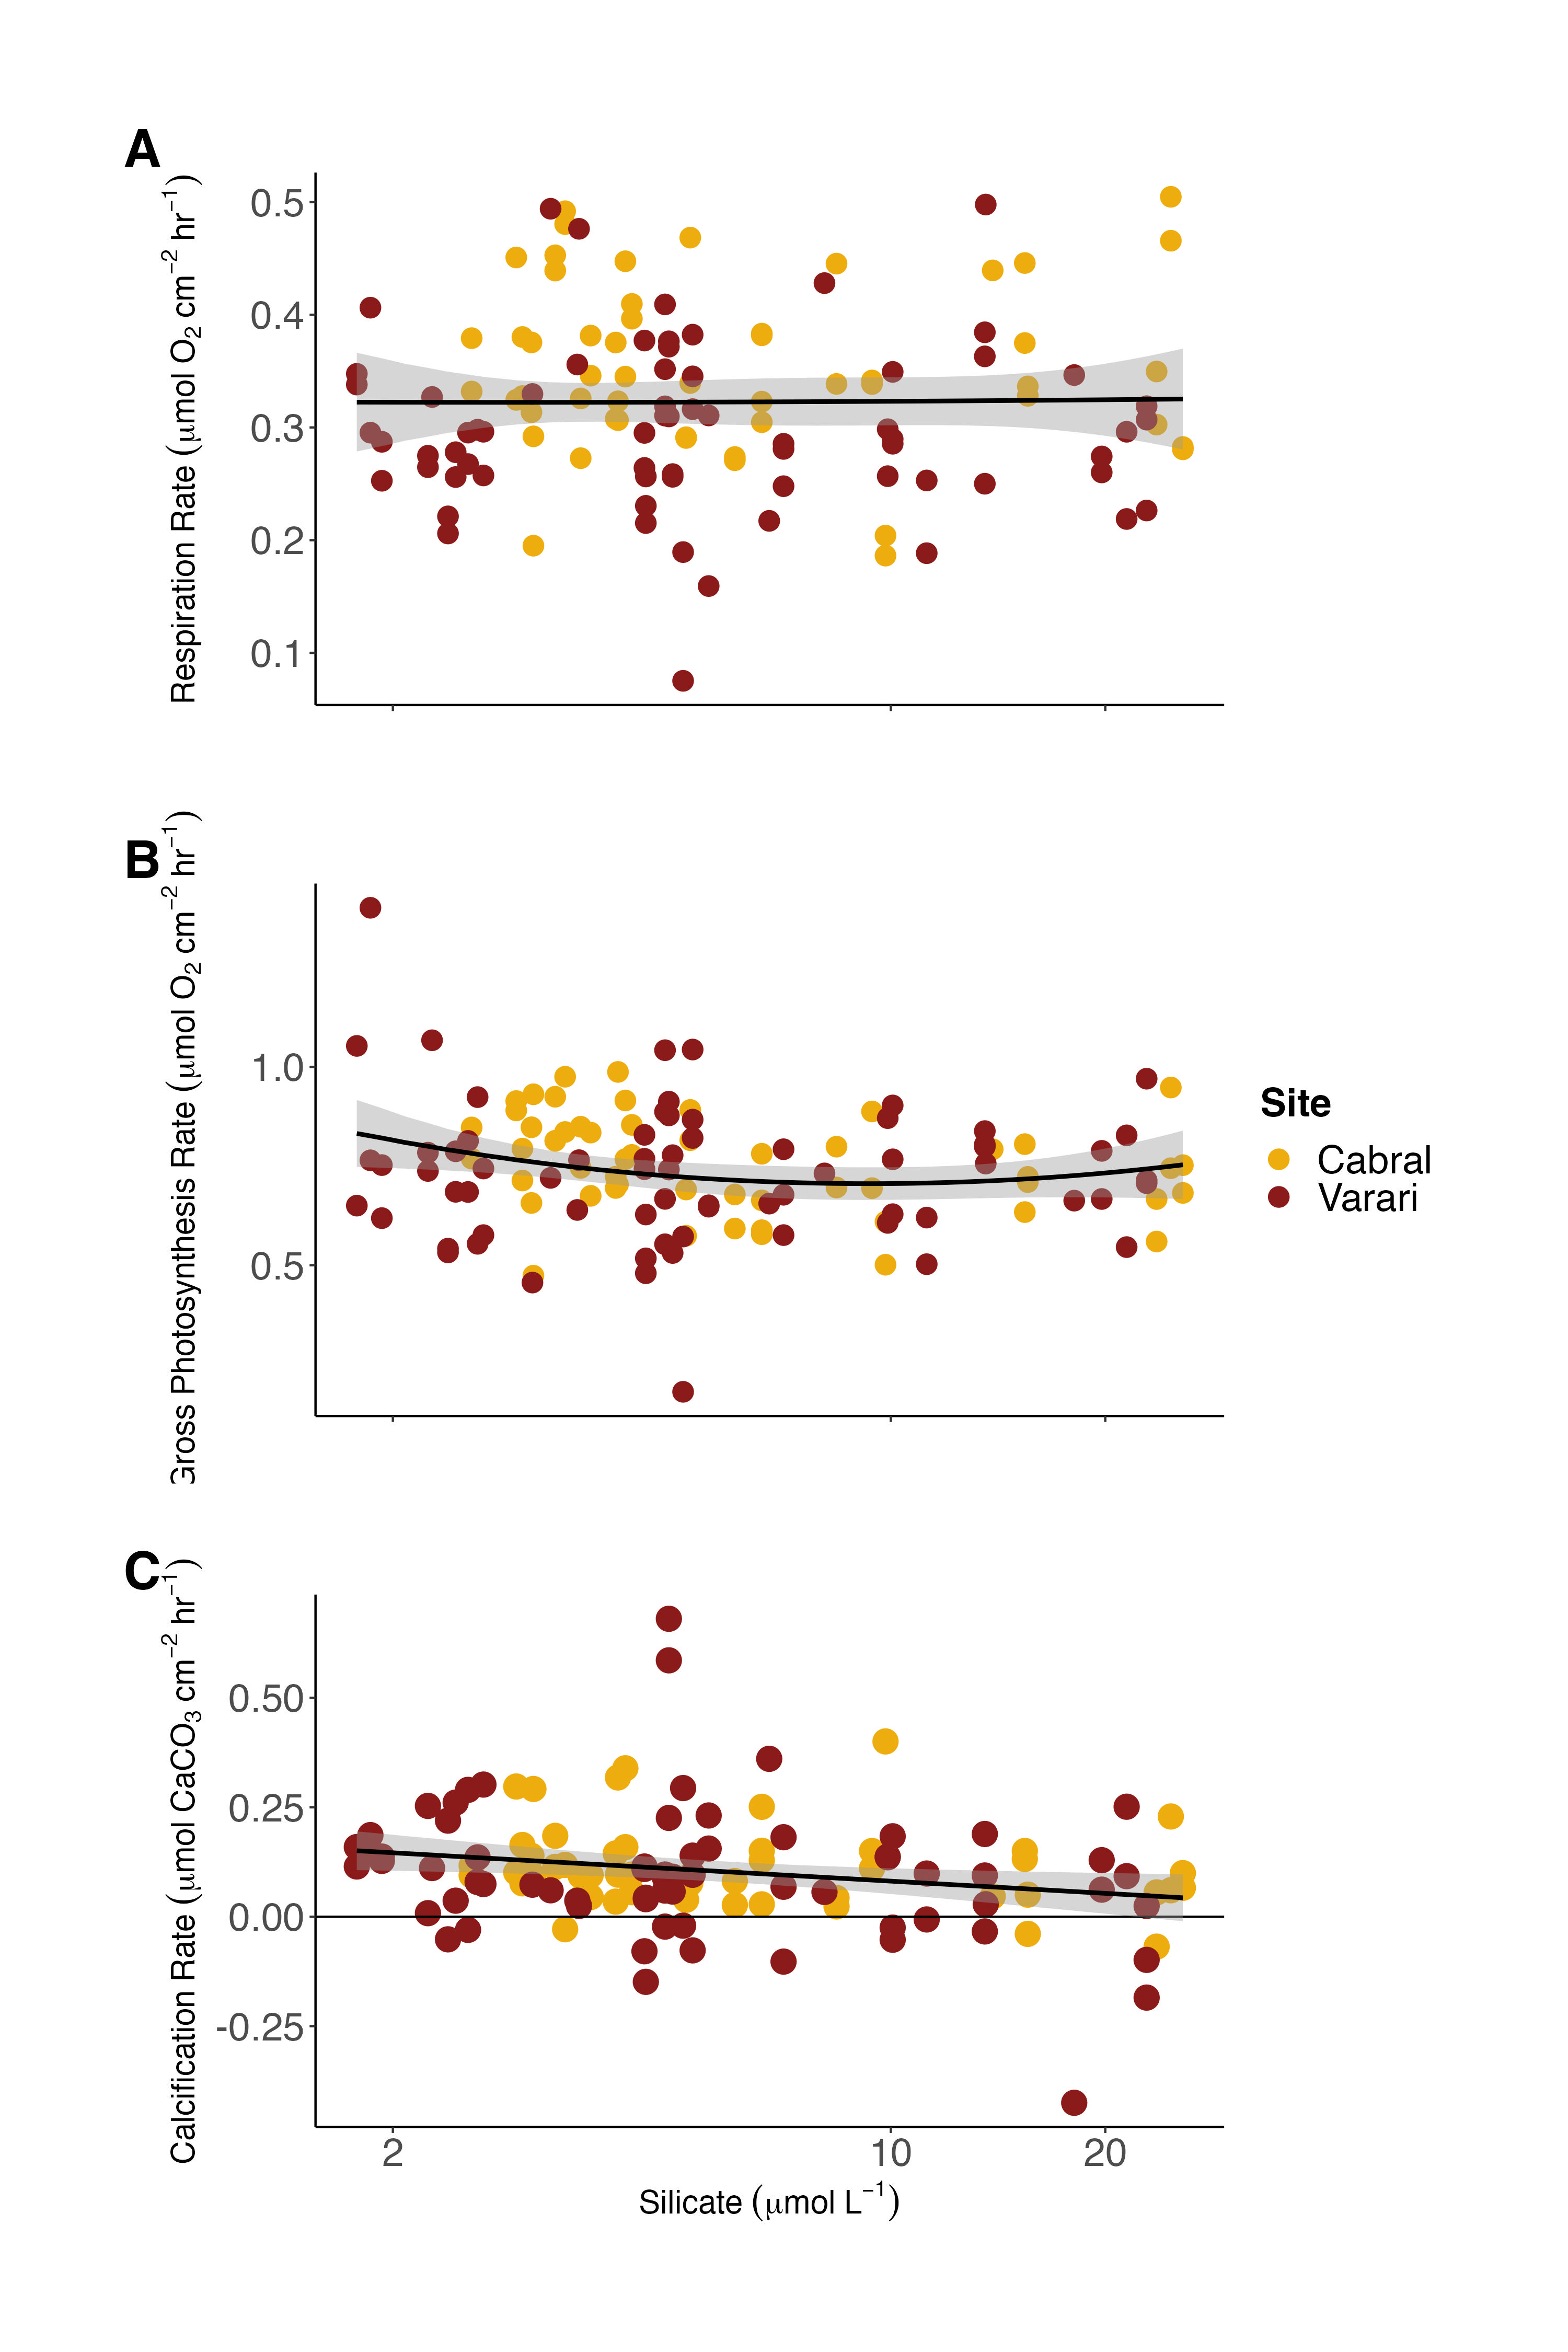 A
Respiration Rate (μmol O₂ cm⁻² hr⁻¹)
0.5
0.4
0.3
0.2
0.1
B
Gross Photosynthesis Rate (μmol O₂ cm⁻² hr⁻¹)
1.0
0.5
Site
Cabral
Varari
C
Calcification Rate (μmol CaCO₃ cm⁻² hr⁻¹)
0.50
0.25
0.00
-0.25
2
10
20
Silicate (μmol L⁻¹)